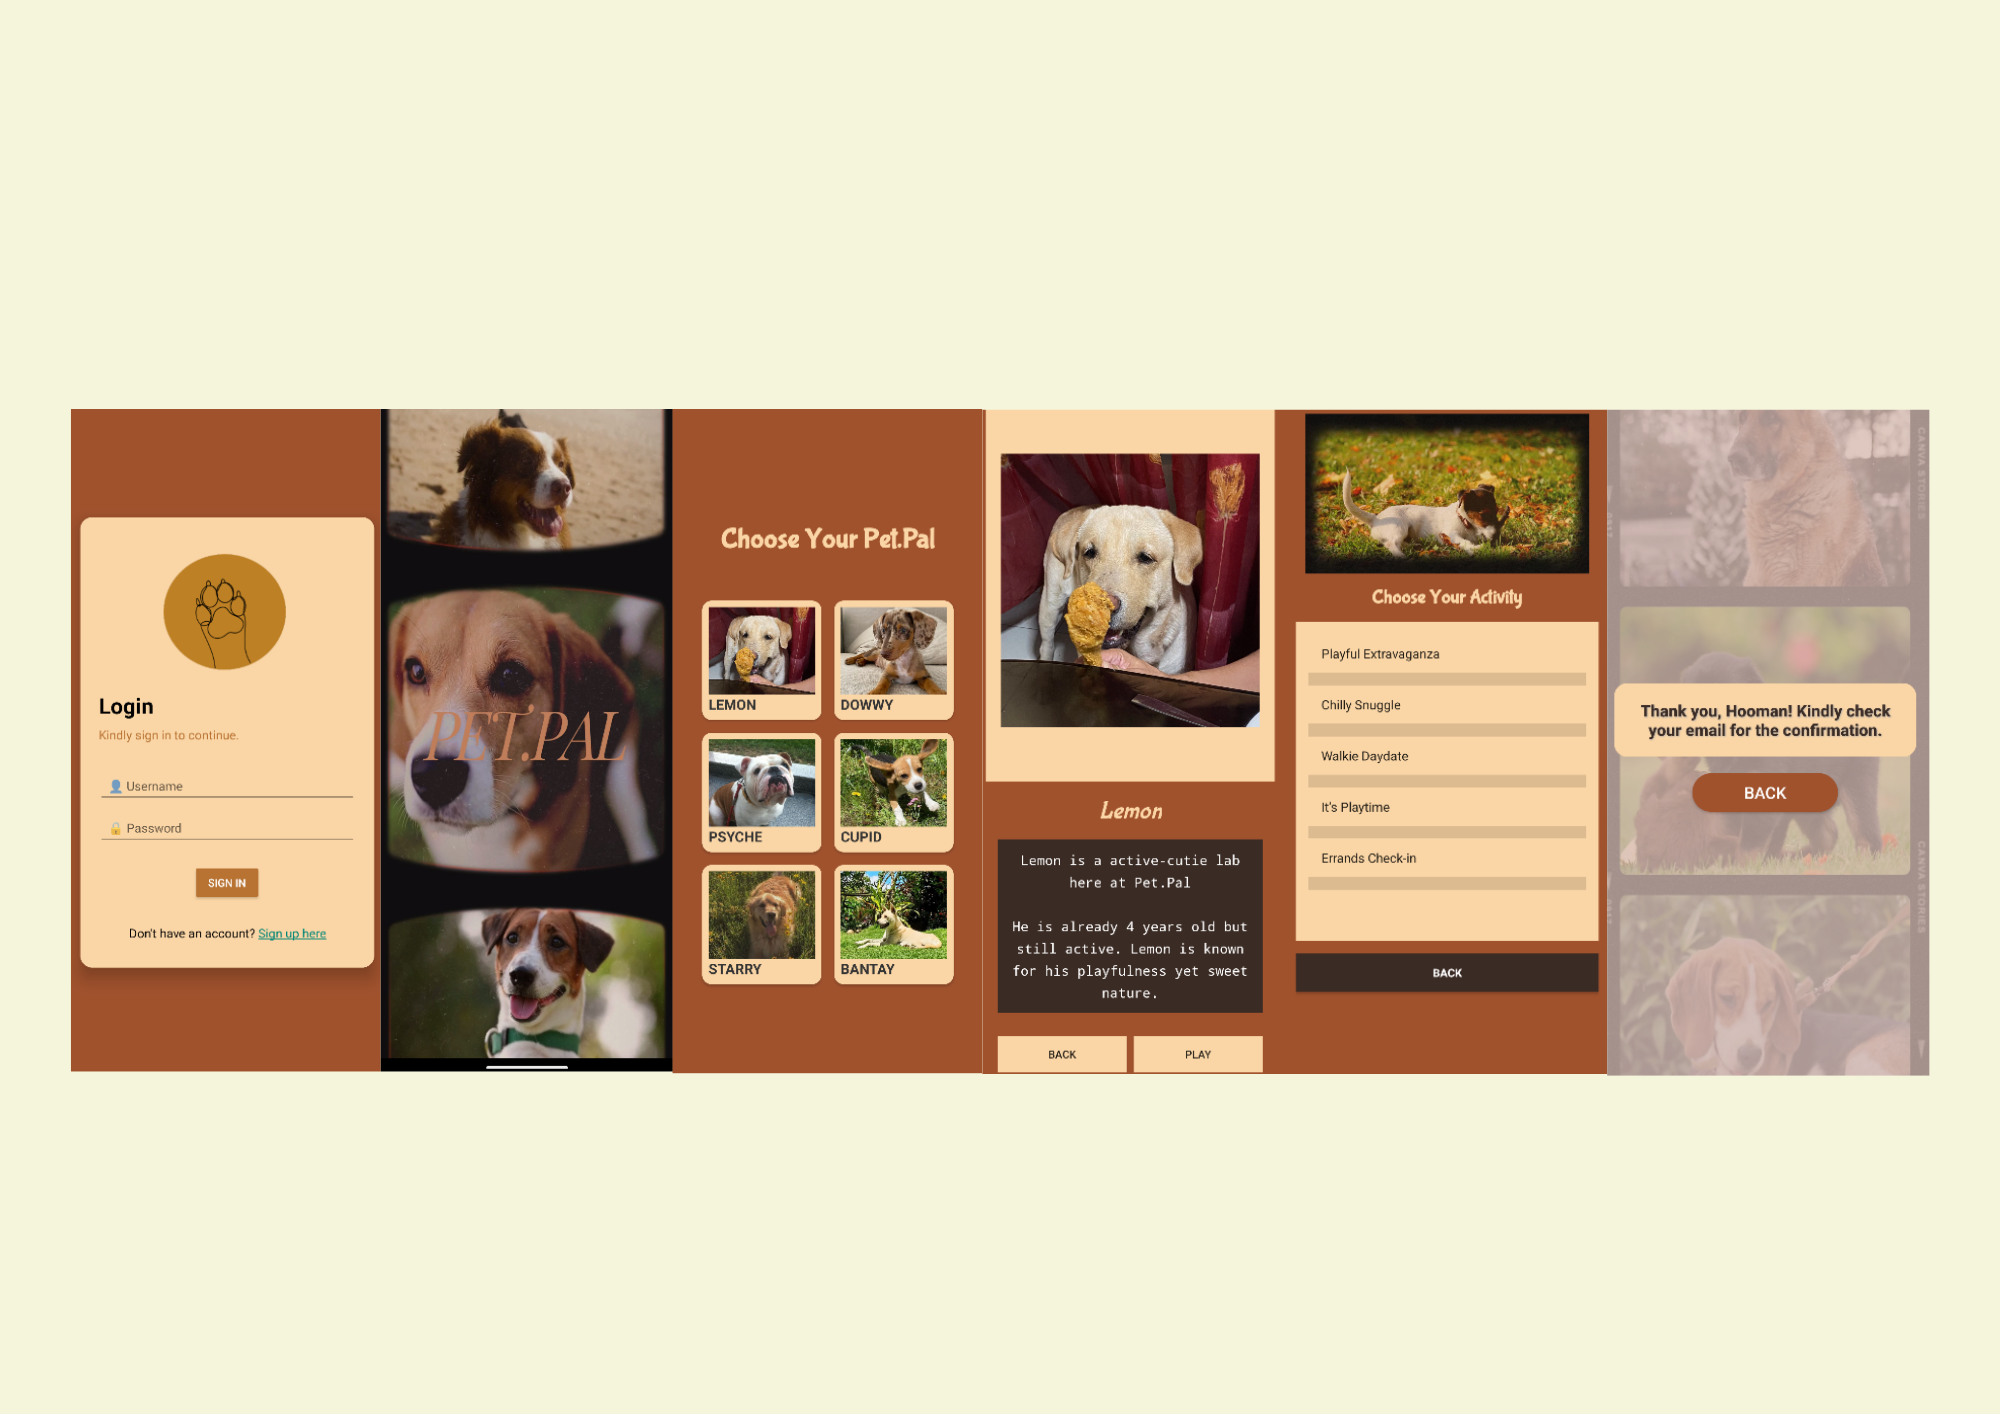 Login
Kindly sign in to continue.
👤 Username
🔒 Password
SIGN IN
Don't have an account? Sign up here
PET.PAL
Choose Your Pet.Pal
LEMON
DOWWY
PSYCHE
CUPID
STARRY
BANTAY
Lemon
Lemon is a active-cutie lab
here at Pet.Pal
He is already 4 years old but
still active. Lemon is known
for his playfulness yet sweet
nature.
BACK
PLAY
Choose Your Activity
Playful Extravaganza
Chilly Snuggle
Walkie Daydate
It's Playtime
Errands Check-in
BACK
CANVA STORIES
Thank you, Hooman! Kindly check
your email for the confirmation.
BACK
CANVA STORIES